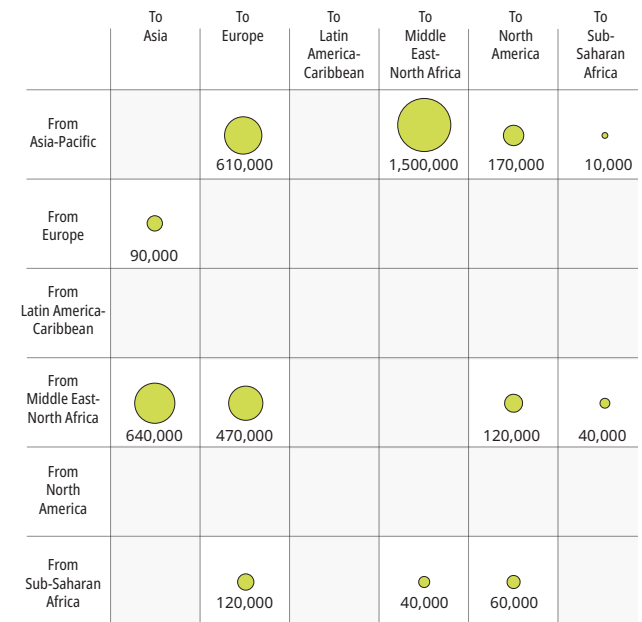 To
Asia
To
Europe
To
Latin
America-
Caribbean
To
Middle
East-
North Africa
To
North
America
To
Sub-
Saharan
Africa
From
Asia-Pacific
610,000
1,500,000
170,000
10,000
From
Europe
90,000
From
Latin America-
Caribbean
From
Middle East-
North Africa
640,000
470,000
120,000
40,000
From
North
America
From
Sub-Saharan
Africa
120,000
40,000
60,000